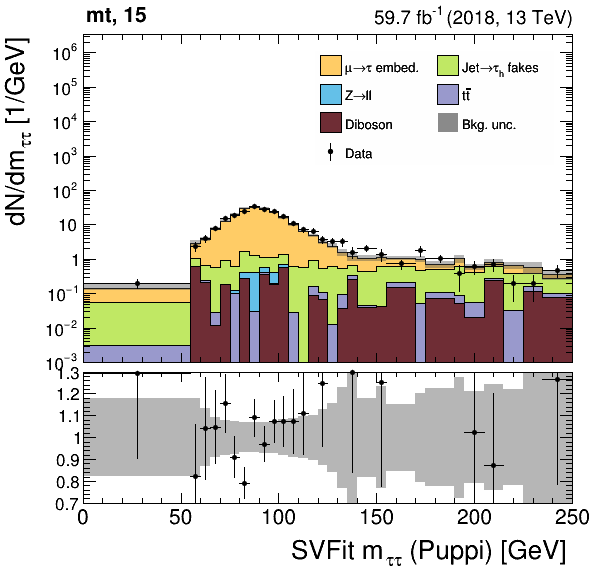 mt, 15 59.7 fb⁻¹ (2018, 13 TeV)
dN/dm_ττ [1/GeV]
10⁶
10⁵
10⁴
10³
10²
10
1
10⁻¹
10⁻²
10⁻³
μ→τ embed. Jet→τ_h fakes
Z→ll tt̄
Diboson Bkg. unc.
Data
1.3
1.2
1.1
1
0.9
0.8
0.7
0 50 100 150 200 250
SVFit m_ττ (Puppi) [GeV]